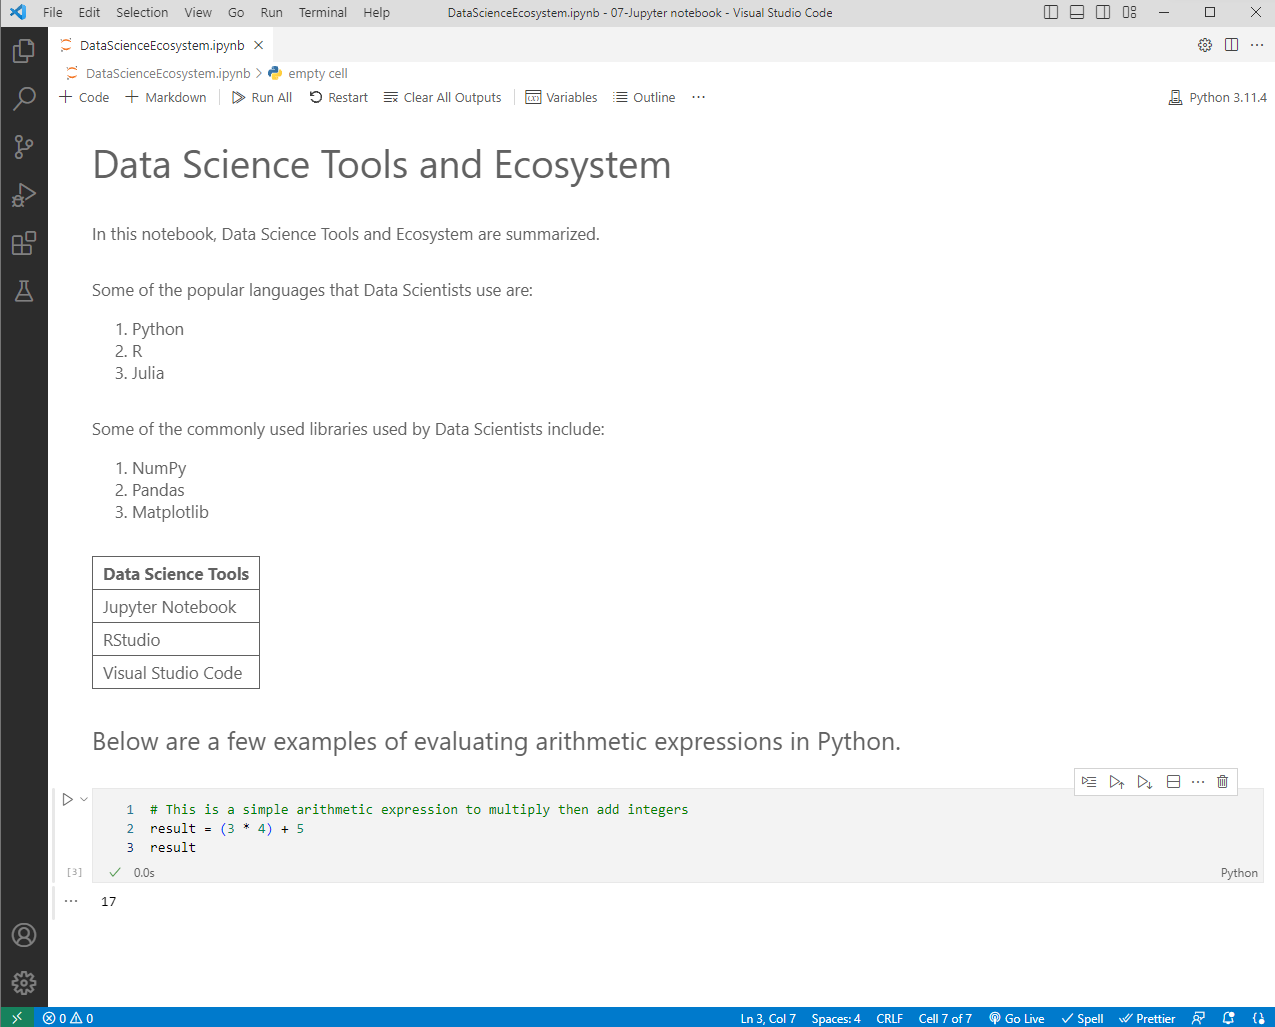 File Edit Selection View Go Run Terminal Help DataScienceEcosystem.ipynb - 07-Jupyter notebook - Visual Studio Code
DataScienceEcosystem.ipynb
DataScienceEcosystem.ipynb > empty cell
+ Code + Markdown Run All Restart Clear All Outputs Variables Outline ... Python 3.11.4
Data Science Tools and Ecosystem
In this notebook, Data Science Tools and Ecosystem are summarized.
Some of the popular languages that Data Scientists use are:
1. Python
2. R
3. Julia
Some of the commonly used libraries used by Data Scientists include:
1. NumPy
2. Pandas
3. Matplotlib
Data Science Tools
Jupyter Notebook
RStudio
Visual Studio Code
Below are a few examples of evaluating arithmetic expressions in Python.
1 # This is a simple arithmetic expression to multiply then add integers
2 result = (3 * 4) + 5
3 result
[3] 0.0s Python
... 17
0 0 Ln 3, Col 7 Spaces: 4 CRLF Cell 7 of 7 Go Live Spell Prettier